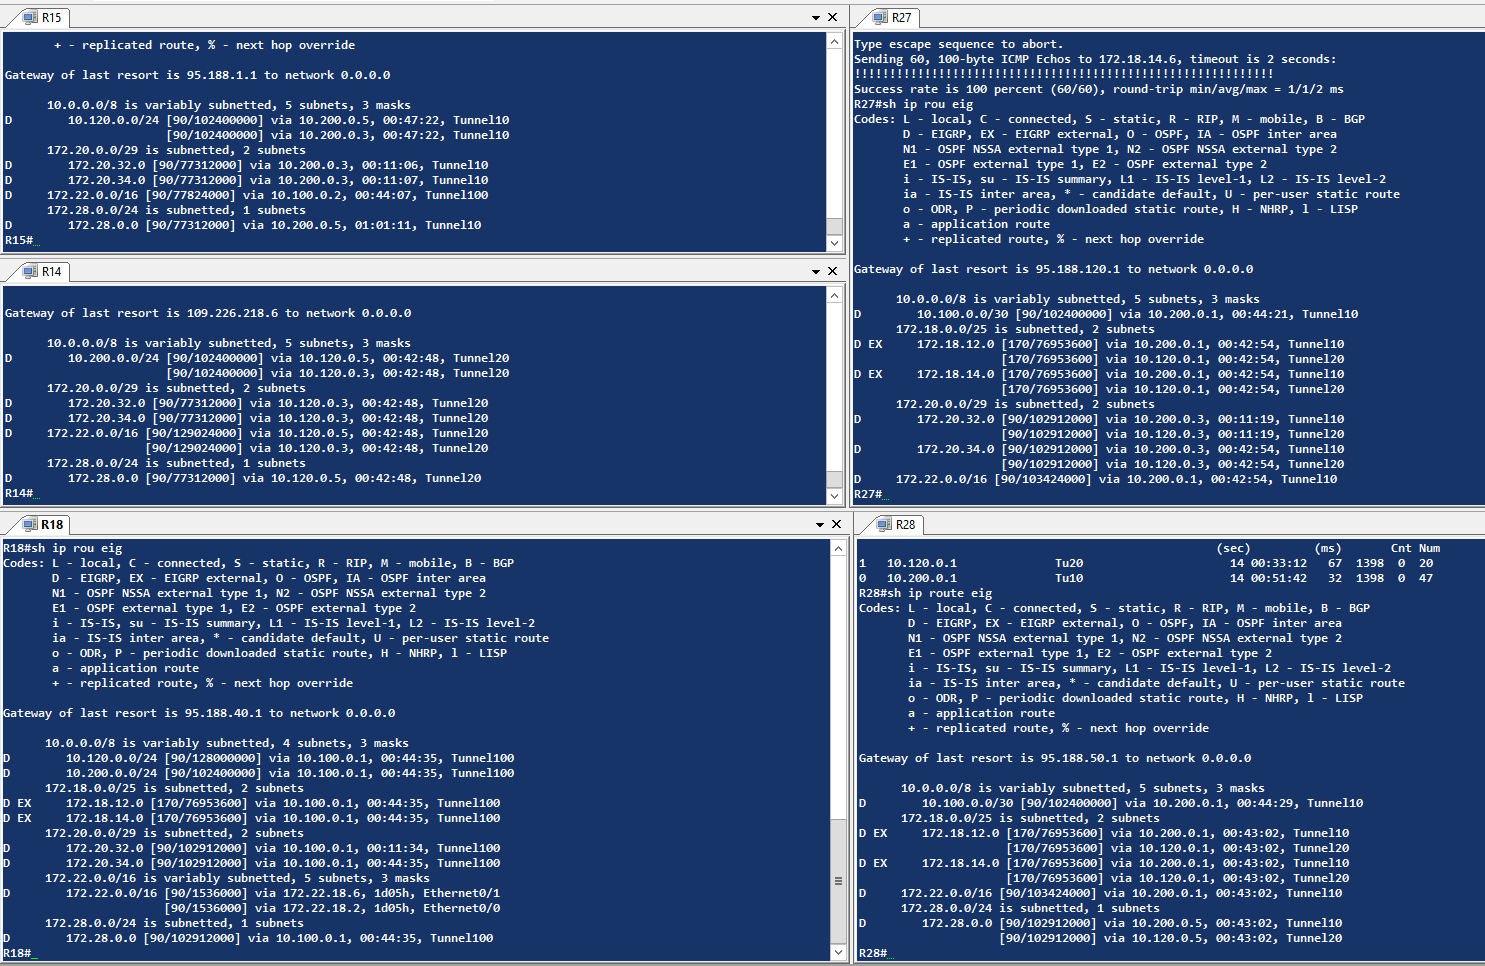 R15
+ - replicated route, % - next hop override
Gateway of last resort is 95.188.1.1 to network 0.0.0.0
10.0.0.0/8 is variably subnetted, 5 subnets, 3 masks
D 10.120.0.0/24 [90/102400000] via 10.200.0.5, 00:47:22, Tunnel10
[90/102400000] via 10.200.0.3, 00:47:22, Tunnel10
172.20.0.0/29 is subnetted, 2 subnets
D 172.20.32.0 [90/77312000] via 10.200.0.3, 00:11:06, Tunnel10
D 172.20.34.0 [90/77312000] via 10.200.0.3, 00:11:07, Tunnel10
D 172.22.0.0/16 [90/77824000] via 10.100.0.2, 00:44:07, Tunnel100
172.28.0.0/24 is subnetted, 1 subnets
D 172.28.0.0 [90/77312000] via 10.200.0.5, 01:01:11, Tunnel10
R15#
R14
Gateway of last resort is 109.226.218.6 to network 0.0.0.0
10.0.0.0/8 is variably subnetted, 5 subnets, 3 masks
D 10.200.0.0/24 [90/102400000] via 10.120.0.5, 00:42:48, Tunnel20
[90/102400000] via 10.120.0.3, 00:42:48, Tunnel20
172.20.0.0/29 is subnetted, 2 subnets
D 172.20.32.0 [90/77312000] via 10.120.0.3, 00:42:48, Tunnel20
D 172.20.34.0 [90/77312000] via 10.120.0.3, 00:42:48, Tunnel20
D 172.22.0.0/16 [90/129024000] via 10.120.0.5, 00:42:48, Tunnel20
[90/129024000] via 10.120.0.3, 00:42:48, Tunnel20
172.28.0.0/24 is subnetted, 1 subnets
D 172.28.0.0 [90/77312000] via 10.120.0.5, 00:42:48, Tunnel20
R14#
R18
R18#sh ip rou eig
Codes: L - local, C - connected, S - static, R - RIP, M - mobile, B - BGP
D - EIGRP, EX - EIGRP external, O - OSPF, IA - OSPF inter area
N1 - OSPF NSSA external type 1, N2 - OSPF NSSA external type 2
E1 - OSPF external type 1, E2 - OSPF external type 2
i - IS-IS, su - IS-IS summary, L1 - IS-IS level-1, L2 - IS-IS level-2
ia - IS-IS inter area, * - candidate default, U - per-user static route
o - ODR, P - periodic downloaded static route, H - NHRP, l - LISP
a - application route
+ - replicated route, % - next hop override
Gateway of last resort is 95.188.40.1 to network 0.0.0.0
10.0.0.0/8 is variably subnetted, 4 subnets, 3 masks
D 10.120.0.0/24 [90/128000000] via 10.100.0.1, 00:44:35, Tunnel100
D 10.200.0.0/24 [90/102400000] via 10.100.0.1, 00:44:35, Tunnel100
172.18.0.0/25 is subnetted, 2 subnets
D EX 172.18.12.0 [170/76953600] via 10.100.0.1, 00:44:35, Tunnel100
D EX 172.18.14.0 [170/76953600] via 10.100.0.1, 00:44:35, Tunnel100
172.20.0.0/29 is subnetted, 2 subnets
D 172.20.32.0 [90/102912000] via 10.100.0.1, 00:11:34, Tunnel100
D 172.20.34.0 [90/102912000] via 10.100.0.1, 00:44:35, Tunnel100
172.22.0.0/16 is variably subnetted, 5 subnets, 3 masks
D 172.22.0.0/16 [90/1536000] via 172.22.18.6, 1d05h, Ethernet0/1
[90/1536000] via 172.22.18.2, 1d05h, Ethernet0/0
172.28.0.0/24 is subnetted, 1 subnets
D 172.28.0.0 [90/102912000] via 10.100.0.1, 00:44:35, Tunnel100
R18#
R27
Type escape sequence to abort.
Sending 60, 100-byte ICMP Echos to 172.18.14.6, timeout is 2 seconds:
!!!!!!!!!!!!!!!!!!!!!!!!!!!!!!!!!!!!!!!!!!!!!!!!!!!!!!!!!!!!
Success rate is 100 percent (60/60), round-trip min/avg/max = 1/1/2 ms
R27#sh ip rou eig
Codes: L - local, C - connected, S - static, R - RIP, M - mobile, B - BGP
D - EIGRP, EX - EIGRP external, O - OSPF, IA - OSPF inter area
N1 - OSPF NSSA external type 1, N2 - OSPF NSSA external type 2
E1 - OSPF external type 1, E2 - OSPF external type 2
i - IS-IS, su - IS-IS summary, L1 - IS-IS level-1, L2 - IS-IS level-2
ia - IS-IS inter area, * - candidate default, U - per-user static route
o - ODR, P - periodic downloaded static route, H - NHRP, l - LISP
a - application route
+ - replicated route, % - next hop override
Gateway of last resort is 95.188.120.1 to network 0.0.0.0
10.0.0.0/8 is variably subnetted, 5 subnets, 3 masks
D 10.100.0.0/30 [90/102400000] via 10.200.0.1, 00:44:21, Tunnel10
172.18.0.0/25 is subnetted, 2 subnets
D EX 172.18.12.0 [170/76953600] via 10.200.0.1, 00:42:54, Tunnel10
[170/76953600] via 10.120.0.1, 00:42:54, Tunnel20
D EX 172.18.14.0 [170/76953600] via 10.200.0.1, 00:42:54, Tunnel10
[170/76953600] via 10.120.0.1, 00:42:54, Tunnel20
172.20.0.0/29 is subnetted, 2 subnets
D 172.20.32.0 [90/102912000] via 10.200.0.3, 00:11:19, Tunnel10
[90/102912000] via 10.120.0.3, 00:11:19, Tunnel20
D 172.20.34.0 [90/102912000] via 10.200.0.3, 00:42:54, Tunnel10
[90/102912000] via 10.120.0.3, 00:42:54, Tunnel20
D 172.22.0.0/16 [90/103424000] via 10.200.0.1, 00:42:54, Tunnel10
R27#
R28
(sec) (ms) Cnt Num
1 10.120.0.1 Tu20 14 00:33:12 67 1398 0 20
0 10.200.0.1 Tu10 14 00:51:42 32 1398 0 47
R28#sh ip route eig
Codes: L - local, C - connected, S - static, R - RIP, M - mobile, B - BGP
D - EIGRP, EX - EIGRP external, O - OSPF, IA - OSPF inter area
N1 - OSPF NSSA external type 1, N2 - OSPF NSSA external type 2
E1 - OSPF external type 1, E2 - OSPF external type 2
i - IS-IS, su - IS-IS summary, L1 - IS-IS level-1, L2 - IS-IS level-2
ia - IS-IS inter area, * - candidate default, U - per-user static route
o - ODR, P - periodic downloaded static route, H - NHRP, l - LISP
a - application route
+ - replicated route, % - next hop override
Gateway of last resort is 95.188.50.1 to network 0.0.0.0
10.0.0.0/8 is variably subnetted, 5 subnets, 3 masks
D 10.100.0.0/30 [90/102400000] via 10.200.0.1, 00:44:29, Tunnel10
172.18.0.0/25 is subnetted, 2 subnets
D EX 172.18.12.0 [170/76953600] via 10.200.0.1, 00:43:02, Tunnel10
[170/76953600] via 10.120.0.1, 00:43:02, Tunnel20
D EX 172.18.14.0 [170/76953600] via 10.200.0.1, 00:43:02, Tunnel10
[170/76953600] via 10.120.0.1, 00:43:02, Tunnel20
D 172.22.0.0/16 [90/103424000] via 10.200.0.1, 00:43:02, Tunnel10
172.28.0.0/24 is subnetted, 1 subnets
D 172.28.0.0 [90/102912000] via 10.200.0.5, 00:43:02, Tunnel10
[90/102912000] via 10.120.0.5, 00:43:02, Tunnel20
R28#